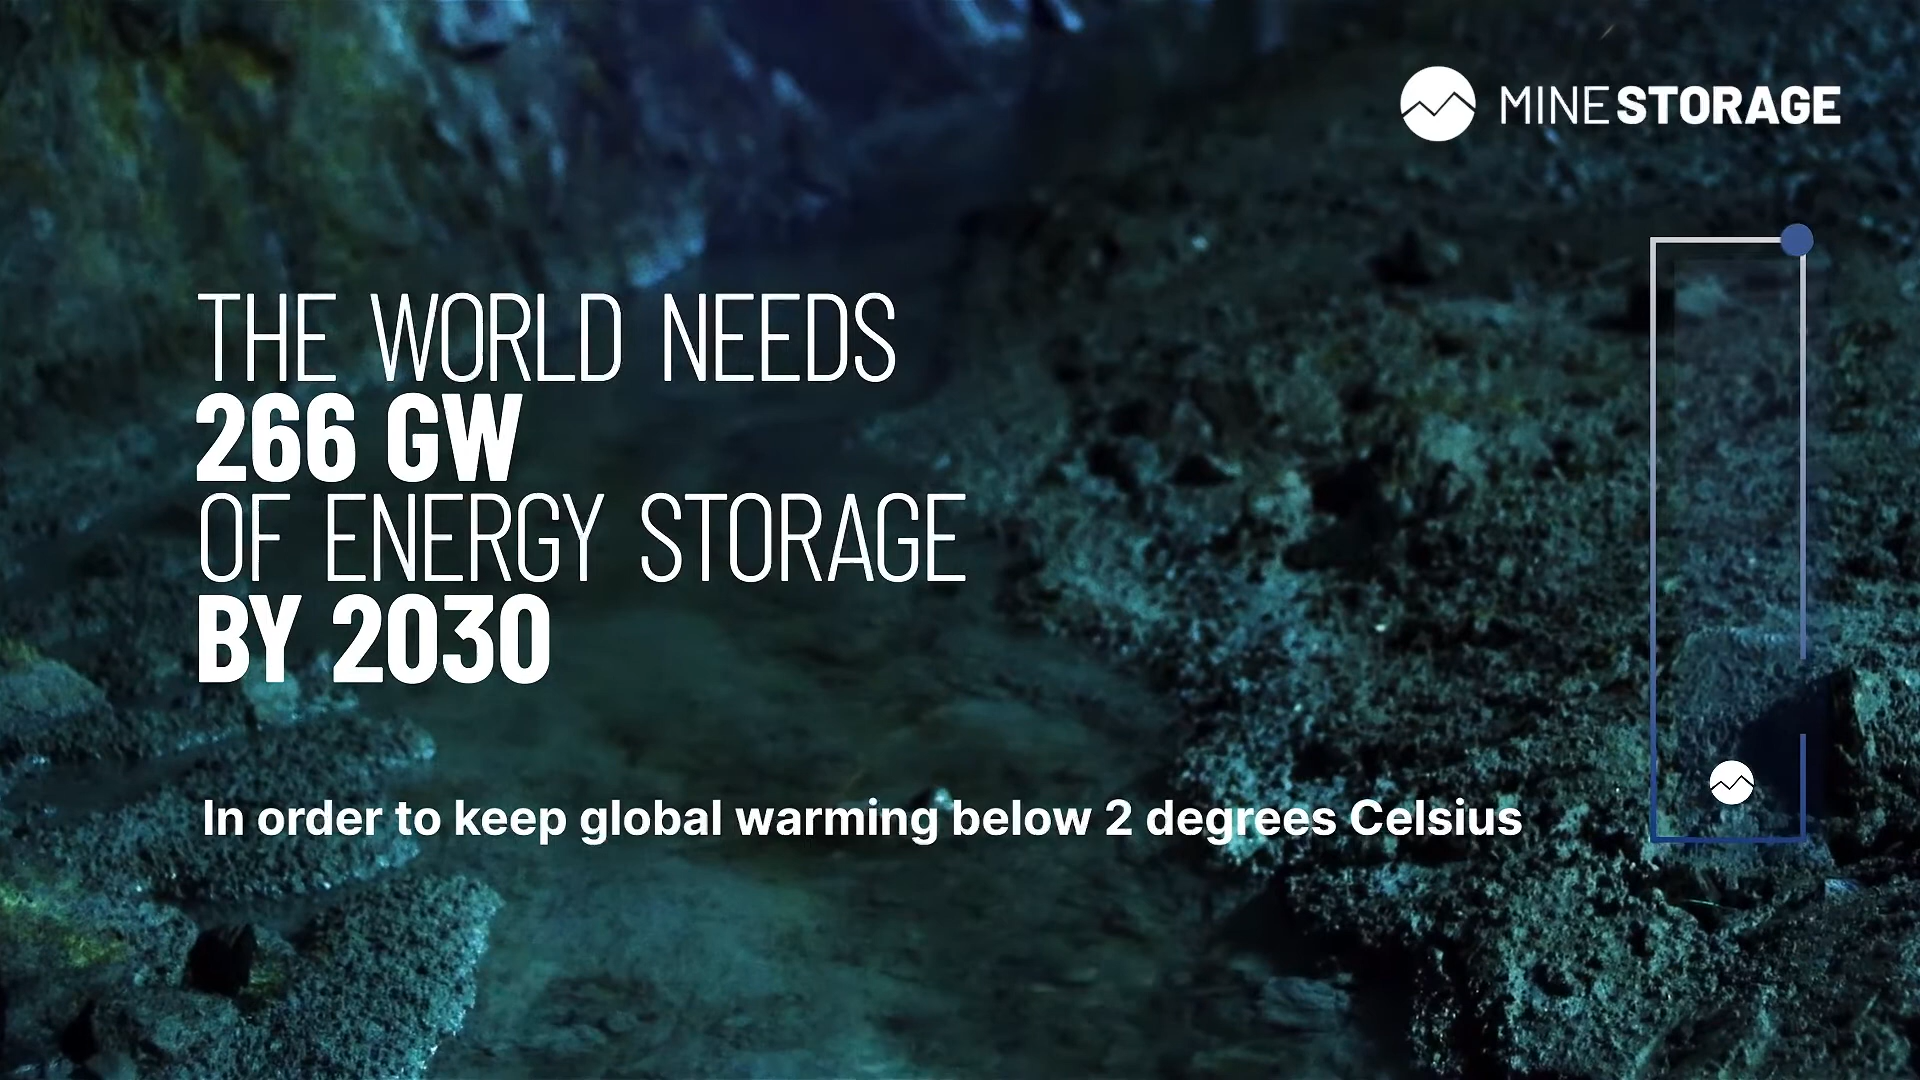 MINESTORAGE
THE WORLD NEEDS
266 GW
OF ENERGY STORAGE
BY 2030
In order to keep global warming below 2 degrees Celsius